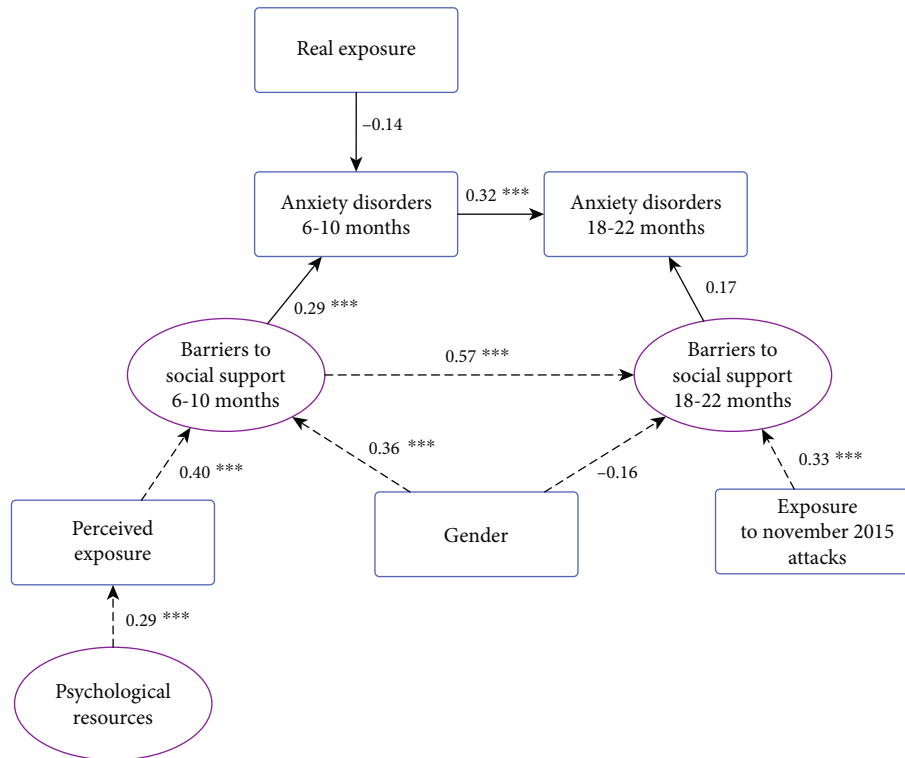 Real exposure
–0.14
Anxiety disorders
6-10 months
0.32 ***
Anxiety disorders
18-22 months
0.29 ***
0.17
Barriers to
social support
6-10 months
0.57 ***
Barriers to
social support
18-22 months
0.40 ***
0.36 ***
–0.16
0.33 ***
Perceived
exposure
Gender
Exposure
to november 2015
attacks
0.29 ***
Psychological
resources